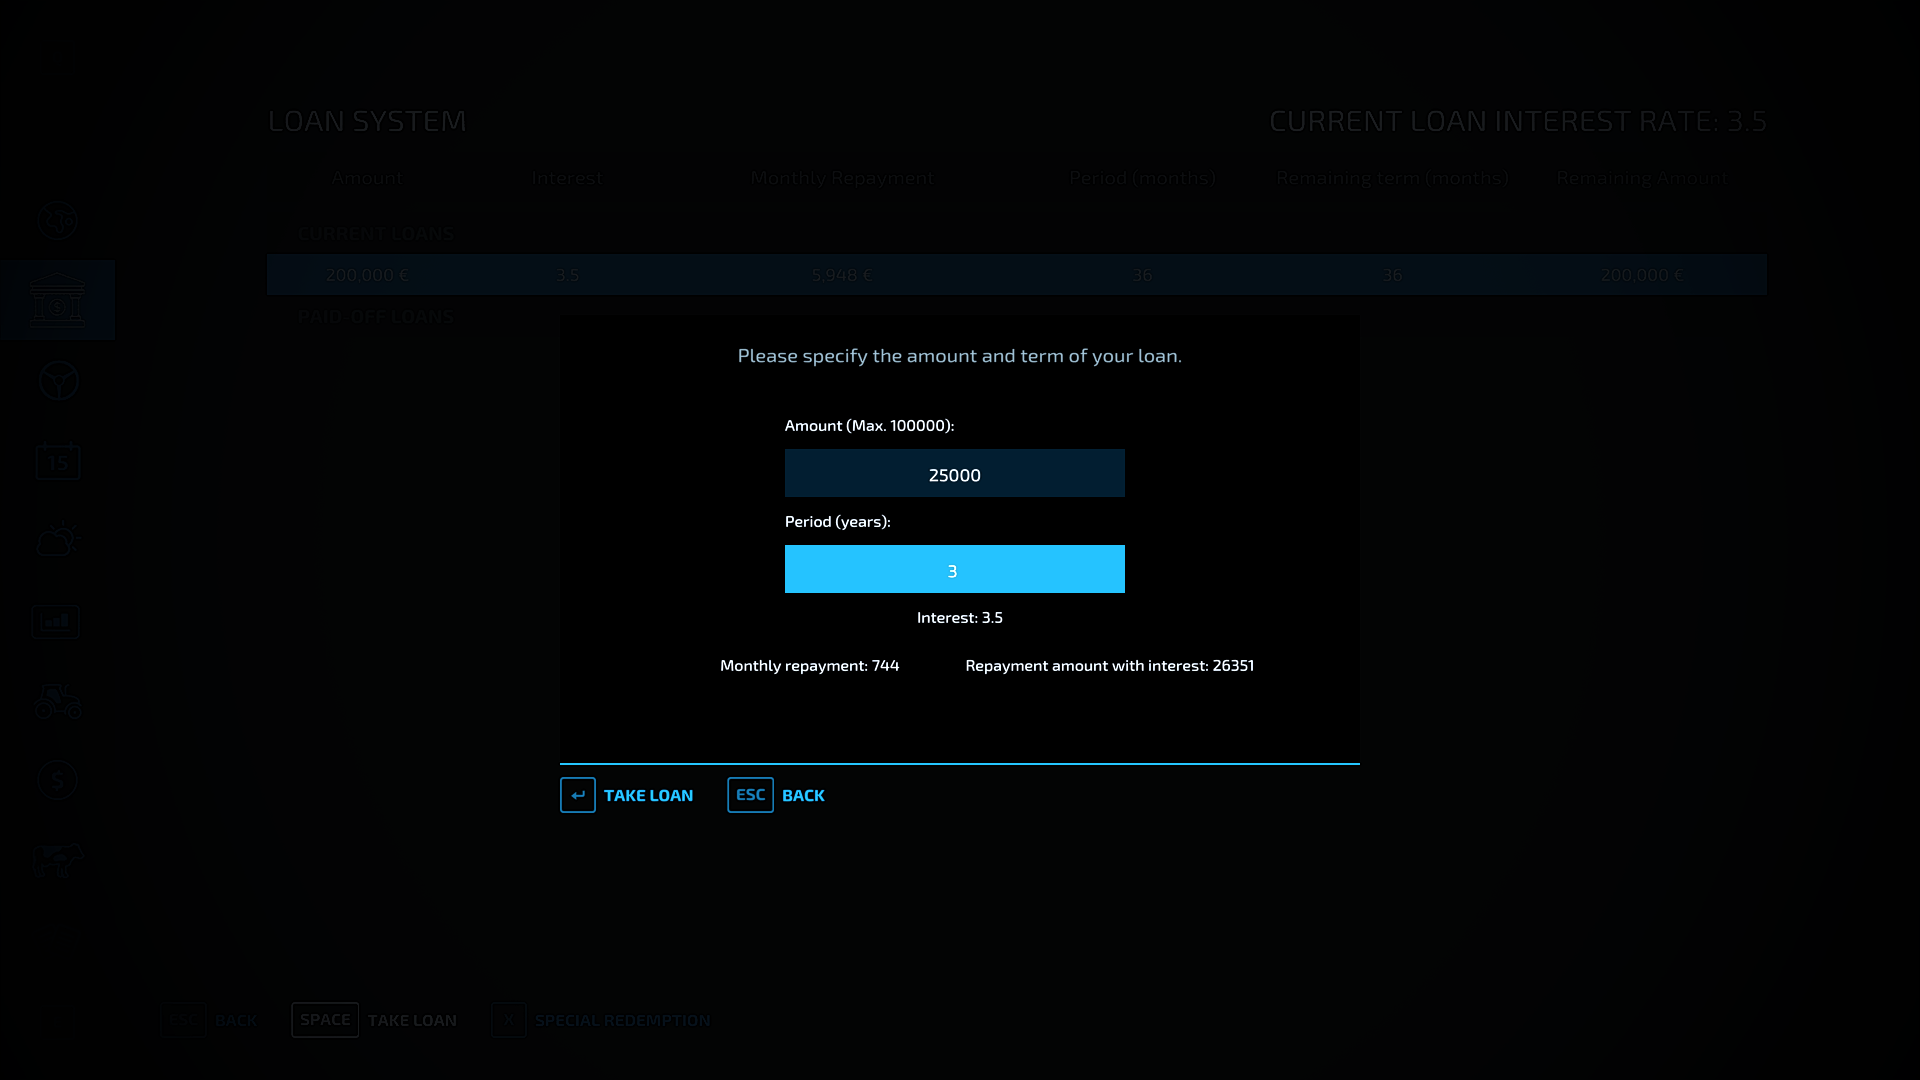 LOAN SYSTEM
CURRENT LOAN INTEREST RATE: 3.5
Amount Interest Monthly Repayment Period (months) Remaining term (months) Remaining Amount
CURRENT LOANS
200,000 € 3.5 5,948 € 36 36 200,000 €
PAID-OFF LOANS
15
Please specify the amount and term of your loan.
Amount (Max. 100000):
25000
Period (years):
3
Interest: 3.5
Monthly repayment: 744 Repayment amount with interest: 26351
TAKE LOAN ESC BACK
ESC BACK SPACE TAKE LOAN X SPECIAL REDEMPTION